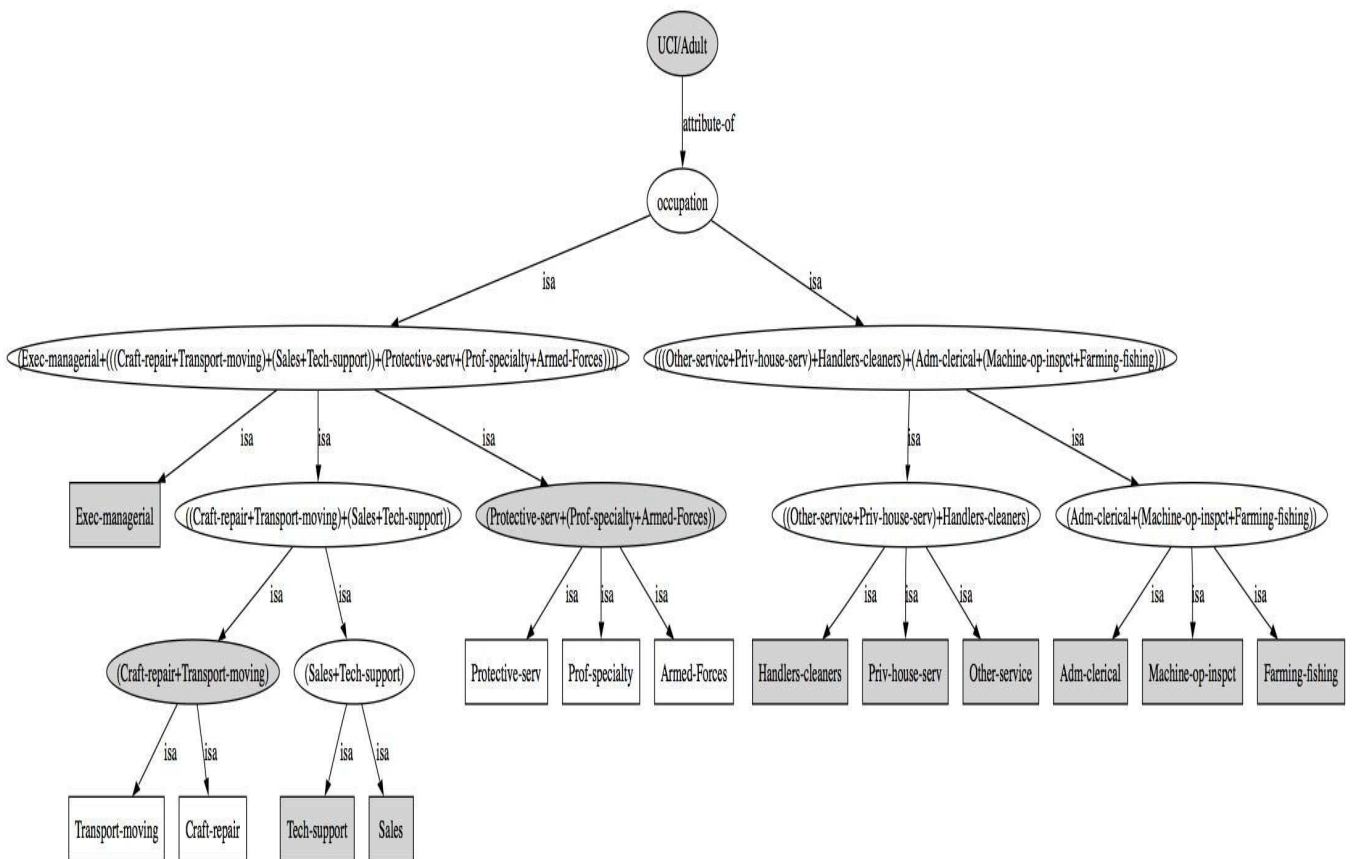 UCI/Adult
attribute-of
occupation
isa
isa
(Exec-managerial+(((Craft-repair+Transport-moving)+(Sales+Tech-support))+(Protective-serv+(Prof-specialty+Armed-Forces))))
(((Other-service+Priv-house-serv)+Handlers-cleaners)+(Adm-clerical+(Machine-op-inspct+Farming-fishing)))
isa
isa
isa
isa
isa
Exec-managerial
((Craft-repair+Transport-moving)+(Sales+Tech-support))
(Protective-serv+(Prof-specialty+Armed-Forces))
((Other-service+Priv-house-serv)+Handlers-cleaners)
(Adm-clerical+(Machine-op-inspct+Farming-fishing))
isa
isa
isa
isa
isa
isa
isa
isa
isa
isa
isa
(Craft-repair+Transport-moving)
(Sales+Tech-support)
Protective-serv
Prof-specialty
Armed-Forces
Handlers-cleaners
Priv-house-serv
Other-service
Adm-clerical
Machine-op-inspct
Farming-fishing
isa
isa
isa
isa
Transport-moving
Craft-repair
Tech-support
Sales